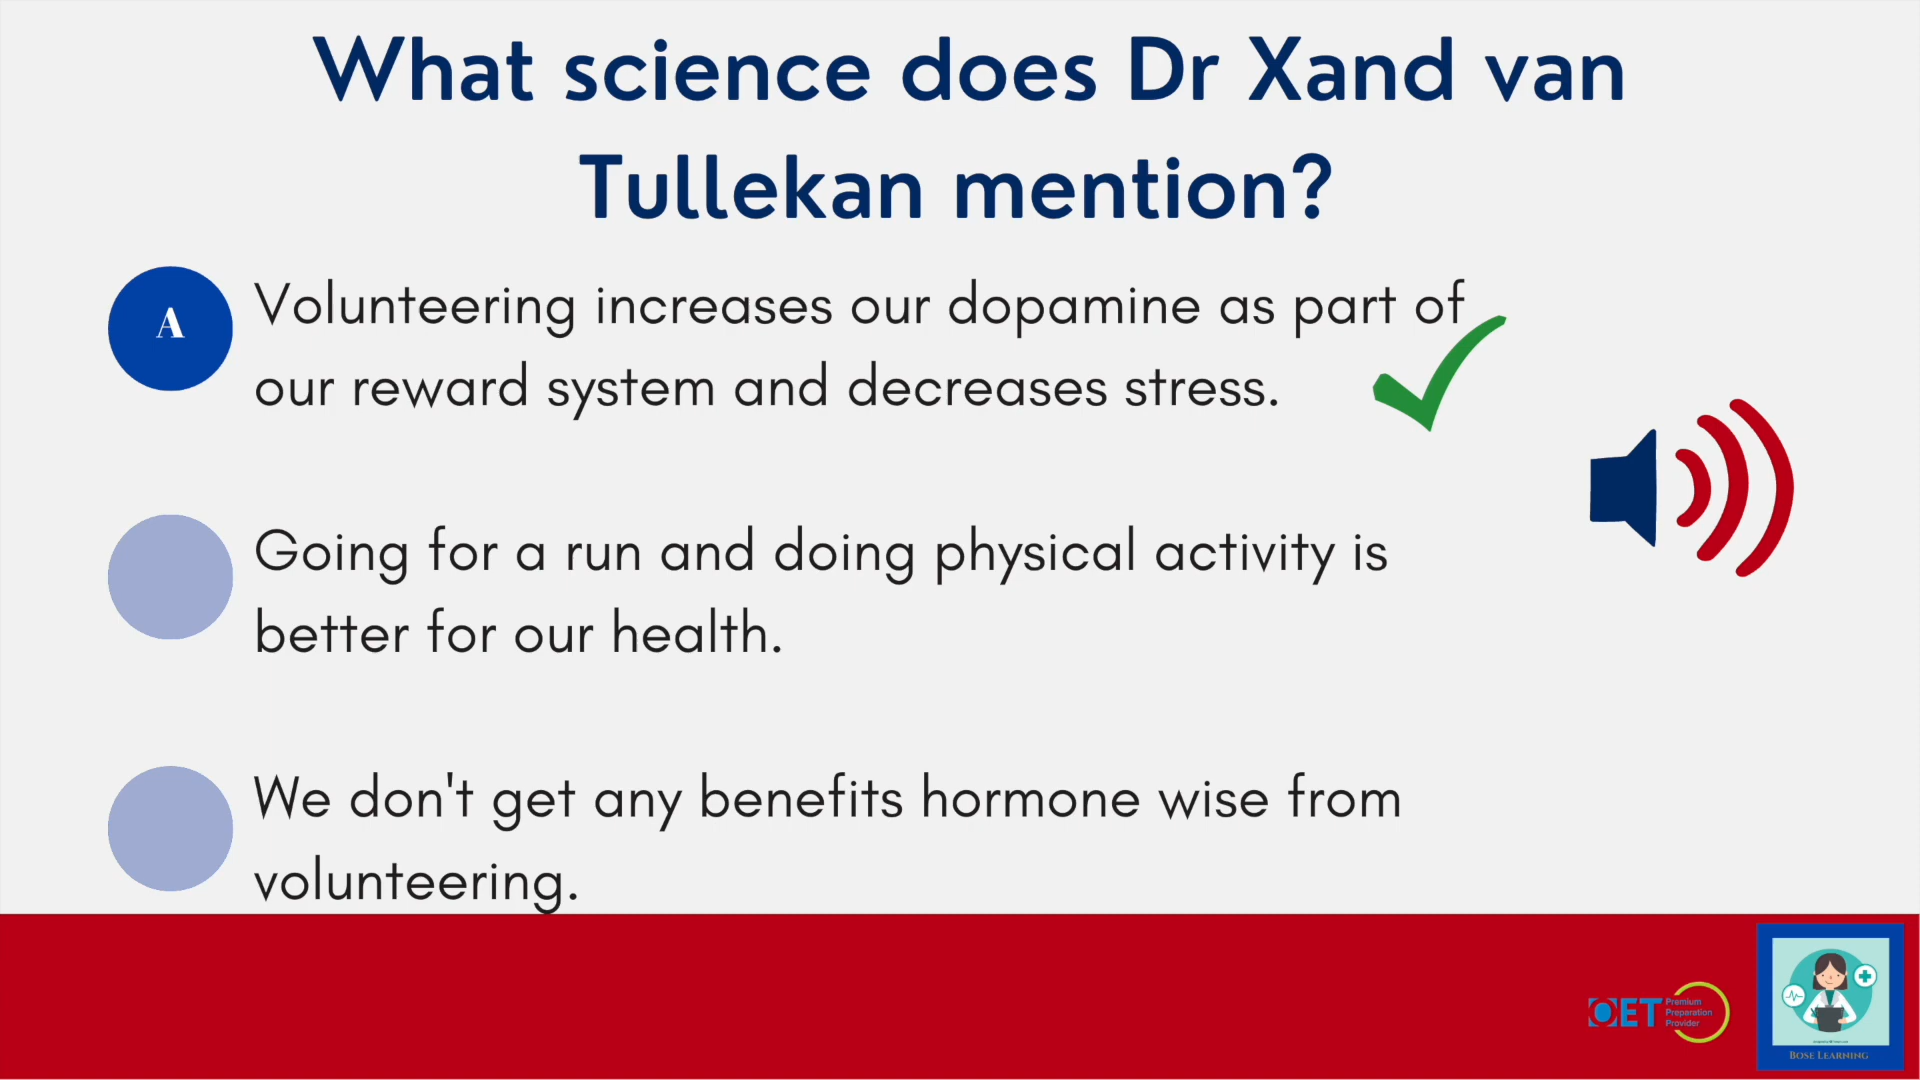 What science does Dr Xand van
Tullekan mention?
A
Volunteering increases our dopamine as part of
our reward system and decreases stress.
Going for a run and doing physical activity is
better for our health.
We don't get any benefits hormone wise from
volunteering.
OET
Premium
Preparation
Provider
BOSE LEARNING